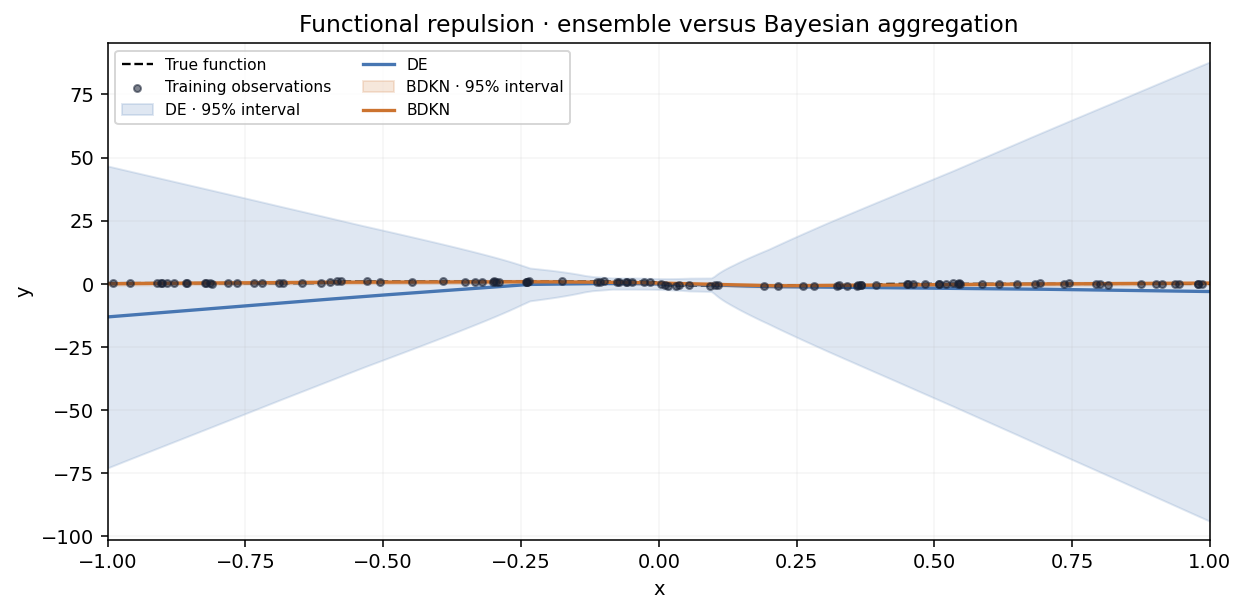 Functional repulsion · ensemble versus Bayesian aggregation
True function
Training observations
DE · 95% interval
DE
BDKN · 95% interval
BDKN
75
50
25
0
−25
−50
−75
−100
y
−1.00 −0.75 −0.50 −0.25 0.00 0.25 0.50 0.75 1.00
x